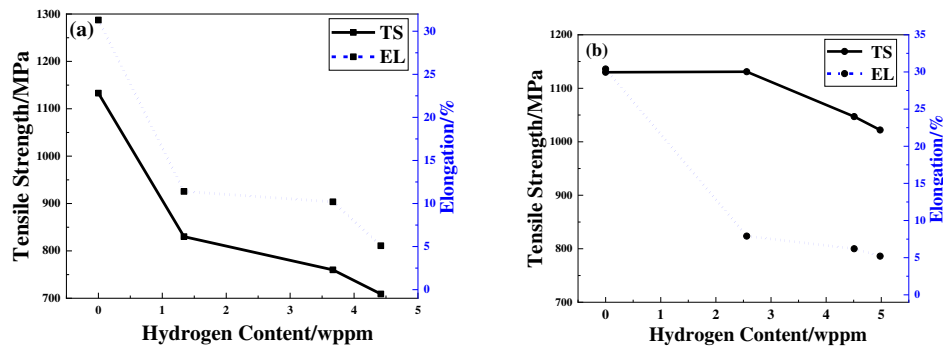 (a)
TS
EL
1300
1200
1100
1000
900
800
700
Tensile Strength/MPa
30
25
20
15
10
5
0
Elongation/%
0 1 2 3 4 5
Hydrogen Content/wppm
(b)
TS
EL
1200
1100
1000
900
800
700
Tensile Strength/MPa
35
30
25
20
15
10
5
0
Elongation/%
0 1 2 3 4 5
Hydrogen Content/wppm